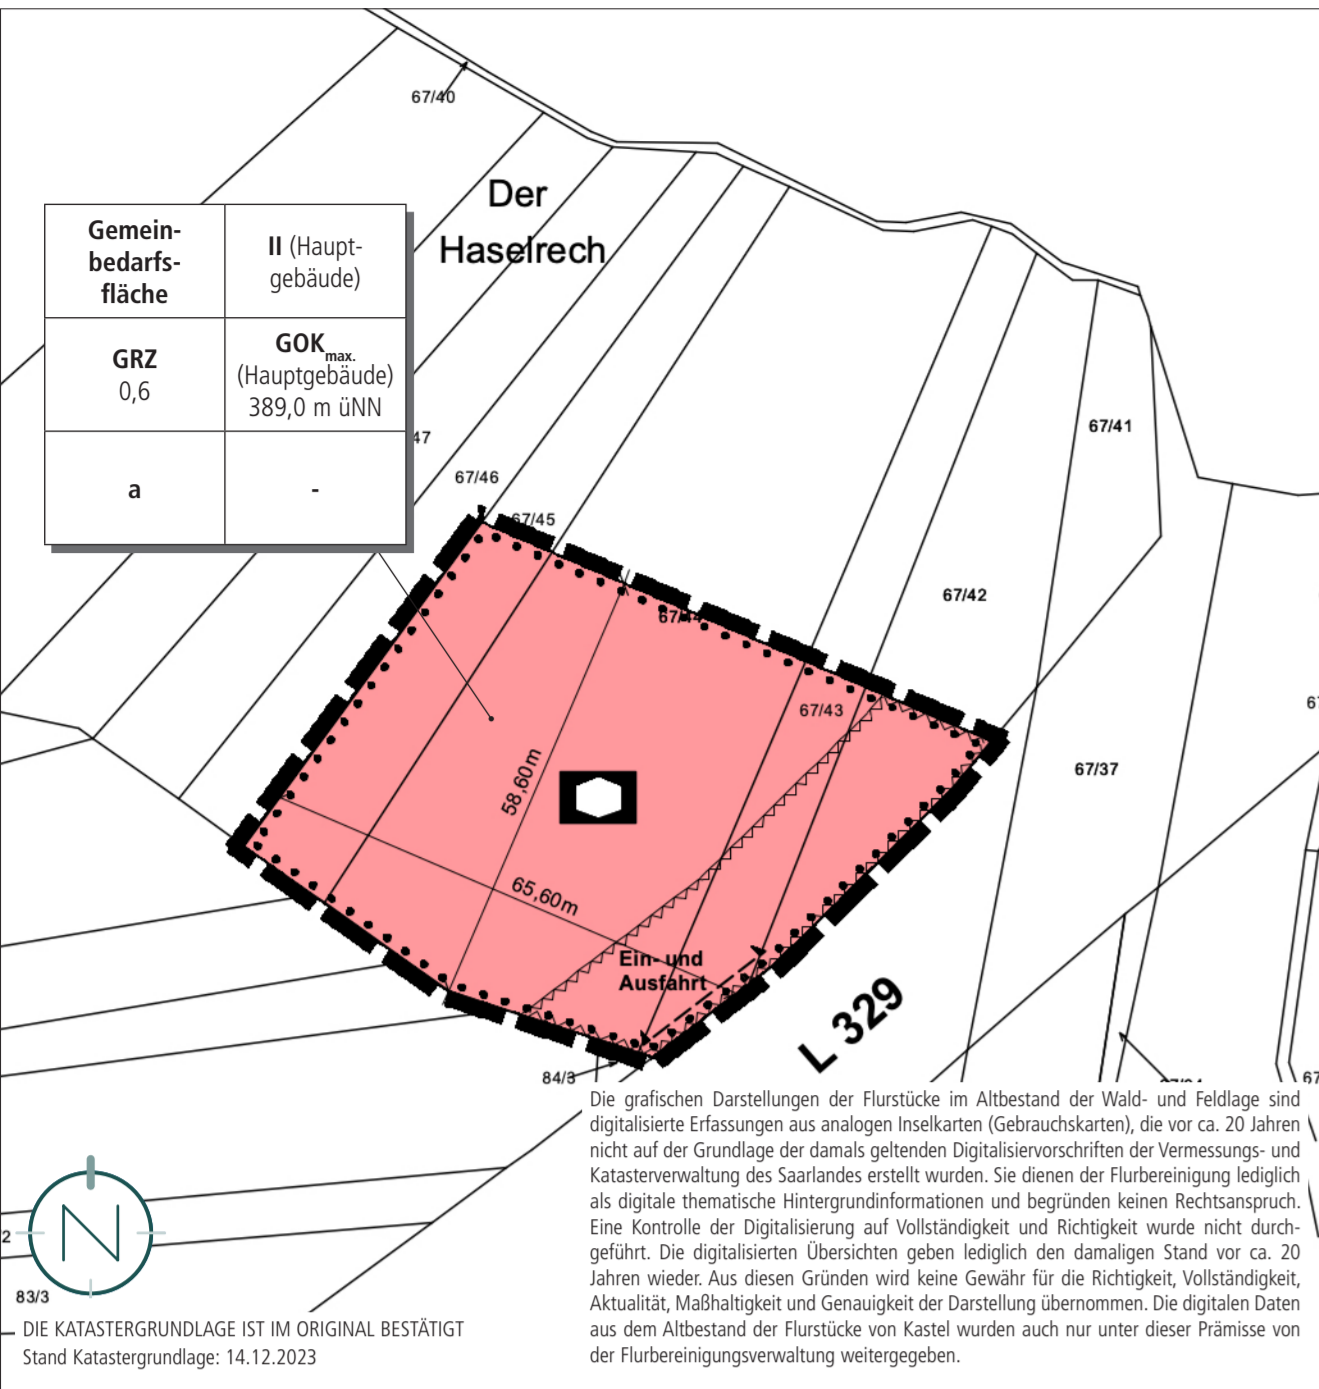 67/40
Der
Haselrech
Gemein-
bedarfs-
fläche
II (Haupt-
gebäude)
GRZ
0,6
GOKmax.
(Hauptgebäude)
389,0 m üNN
a
-
47
67/46
67/45
67/44
67/43
67/41
67/42
67/37
67
58,60m
65,60m
Ein- und
Ausfahrt
L 329
84/3
67
Die grafischen Darstellungen der Flurstücke im Altbestand der Wald- und Feldlage sind
digitalisierte Erfassungen aus analogen Inselkarten (Gebrauchskarten), die vor ca. 20 Jahren
nicht auf der Grundlage der damals geltenden Digitalisiervorschriften der Vermessungs- und
Katasterverwaltung des Saarlandes erstellt wurden. Sie dienen der Flurbereinigung lediglich
als digitale thematische Hintergrundinformationen und begründen keinen Rechtsanspruch.
Eine Kontrolle der Digitalisierung auf Vollständigkeit und Richtigkeit wurde nicht durch-
geführt. Die digitalisierten Übersichten geben lediglich den damaligen Stand vor ca. 20
Jahren wieder. Aus diesen Gründen wird keine Gewähr für die Richtigkeit, Vollständigkeit,
Aktualität, Maßhaltigkeit und Genauigkeit der Darstellung übernommen. Die digitalen Daten
aus dem Altbestand der Flurstücke von Kastel wurden auch nur unter dieser Prämisse von
der Flurbereinigungsverwaltung weitergegeben.
N
2
83/3
DIE KATASTERGRUNDLAGE IST IM ORIGINAL BESTÄTIGT
Stand Katastergrundlage: 14.12.2023